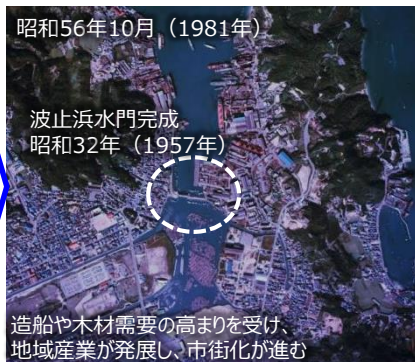 昭和56年10月（1981年）
波止浜水門完成
昭和32年（1957年）
造船や木材需要の高まりを受け、
地域産業が発展し、市街化が進む